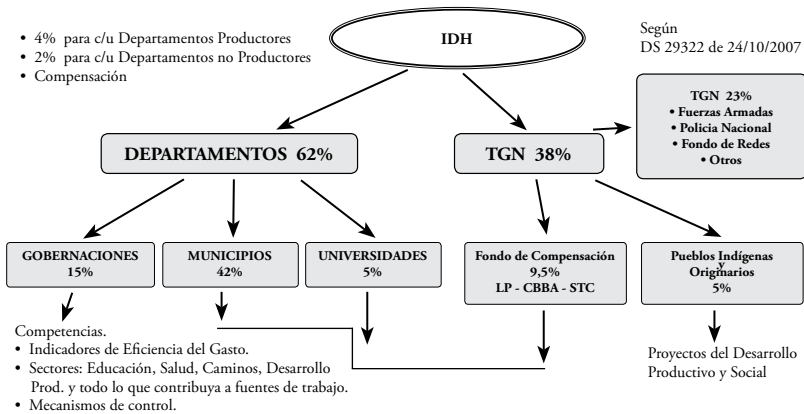 • 4% para c/u Departamentos Productores
• 2% para c/u Departamentos no Productores
• Compensación
IDH
Según
DS 29322 de 24/10/2007
TGN 23%
• Fuerzas Armadas
• Policia Nacional
• Fondo de Redes
• Otros
DEPARTAMENTOS 62%
TGN 38%
GOBERNACIONES
15%
MUNICIPIOS
42%
UNIVERSIDADES
5%
Fondo de Compensación
9,5%
LP - CBBA - STC
Pueblos Indígenas
y
Originarios
5%
Competencias.
• Indicadores de Eficiencia del Gasto.
• Sectores: Educación, Salud, Caminos, Desarrollo
Prod. y todo lo que contribuya a fuentes de trabajo.
• Mecanismos de control.
Proyectos del Desarrollo
Productivo y Social